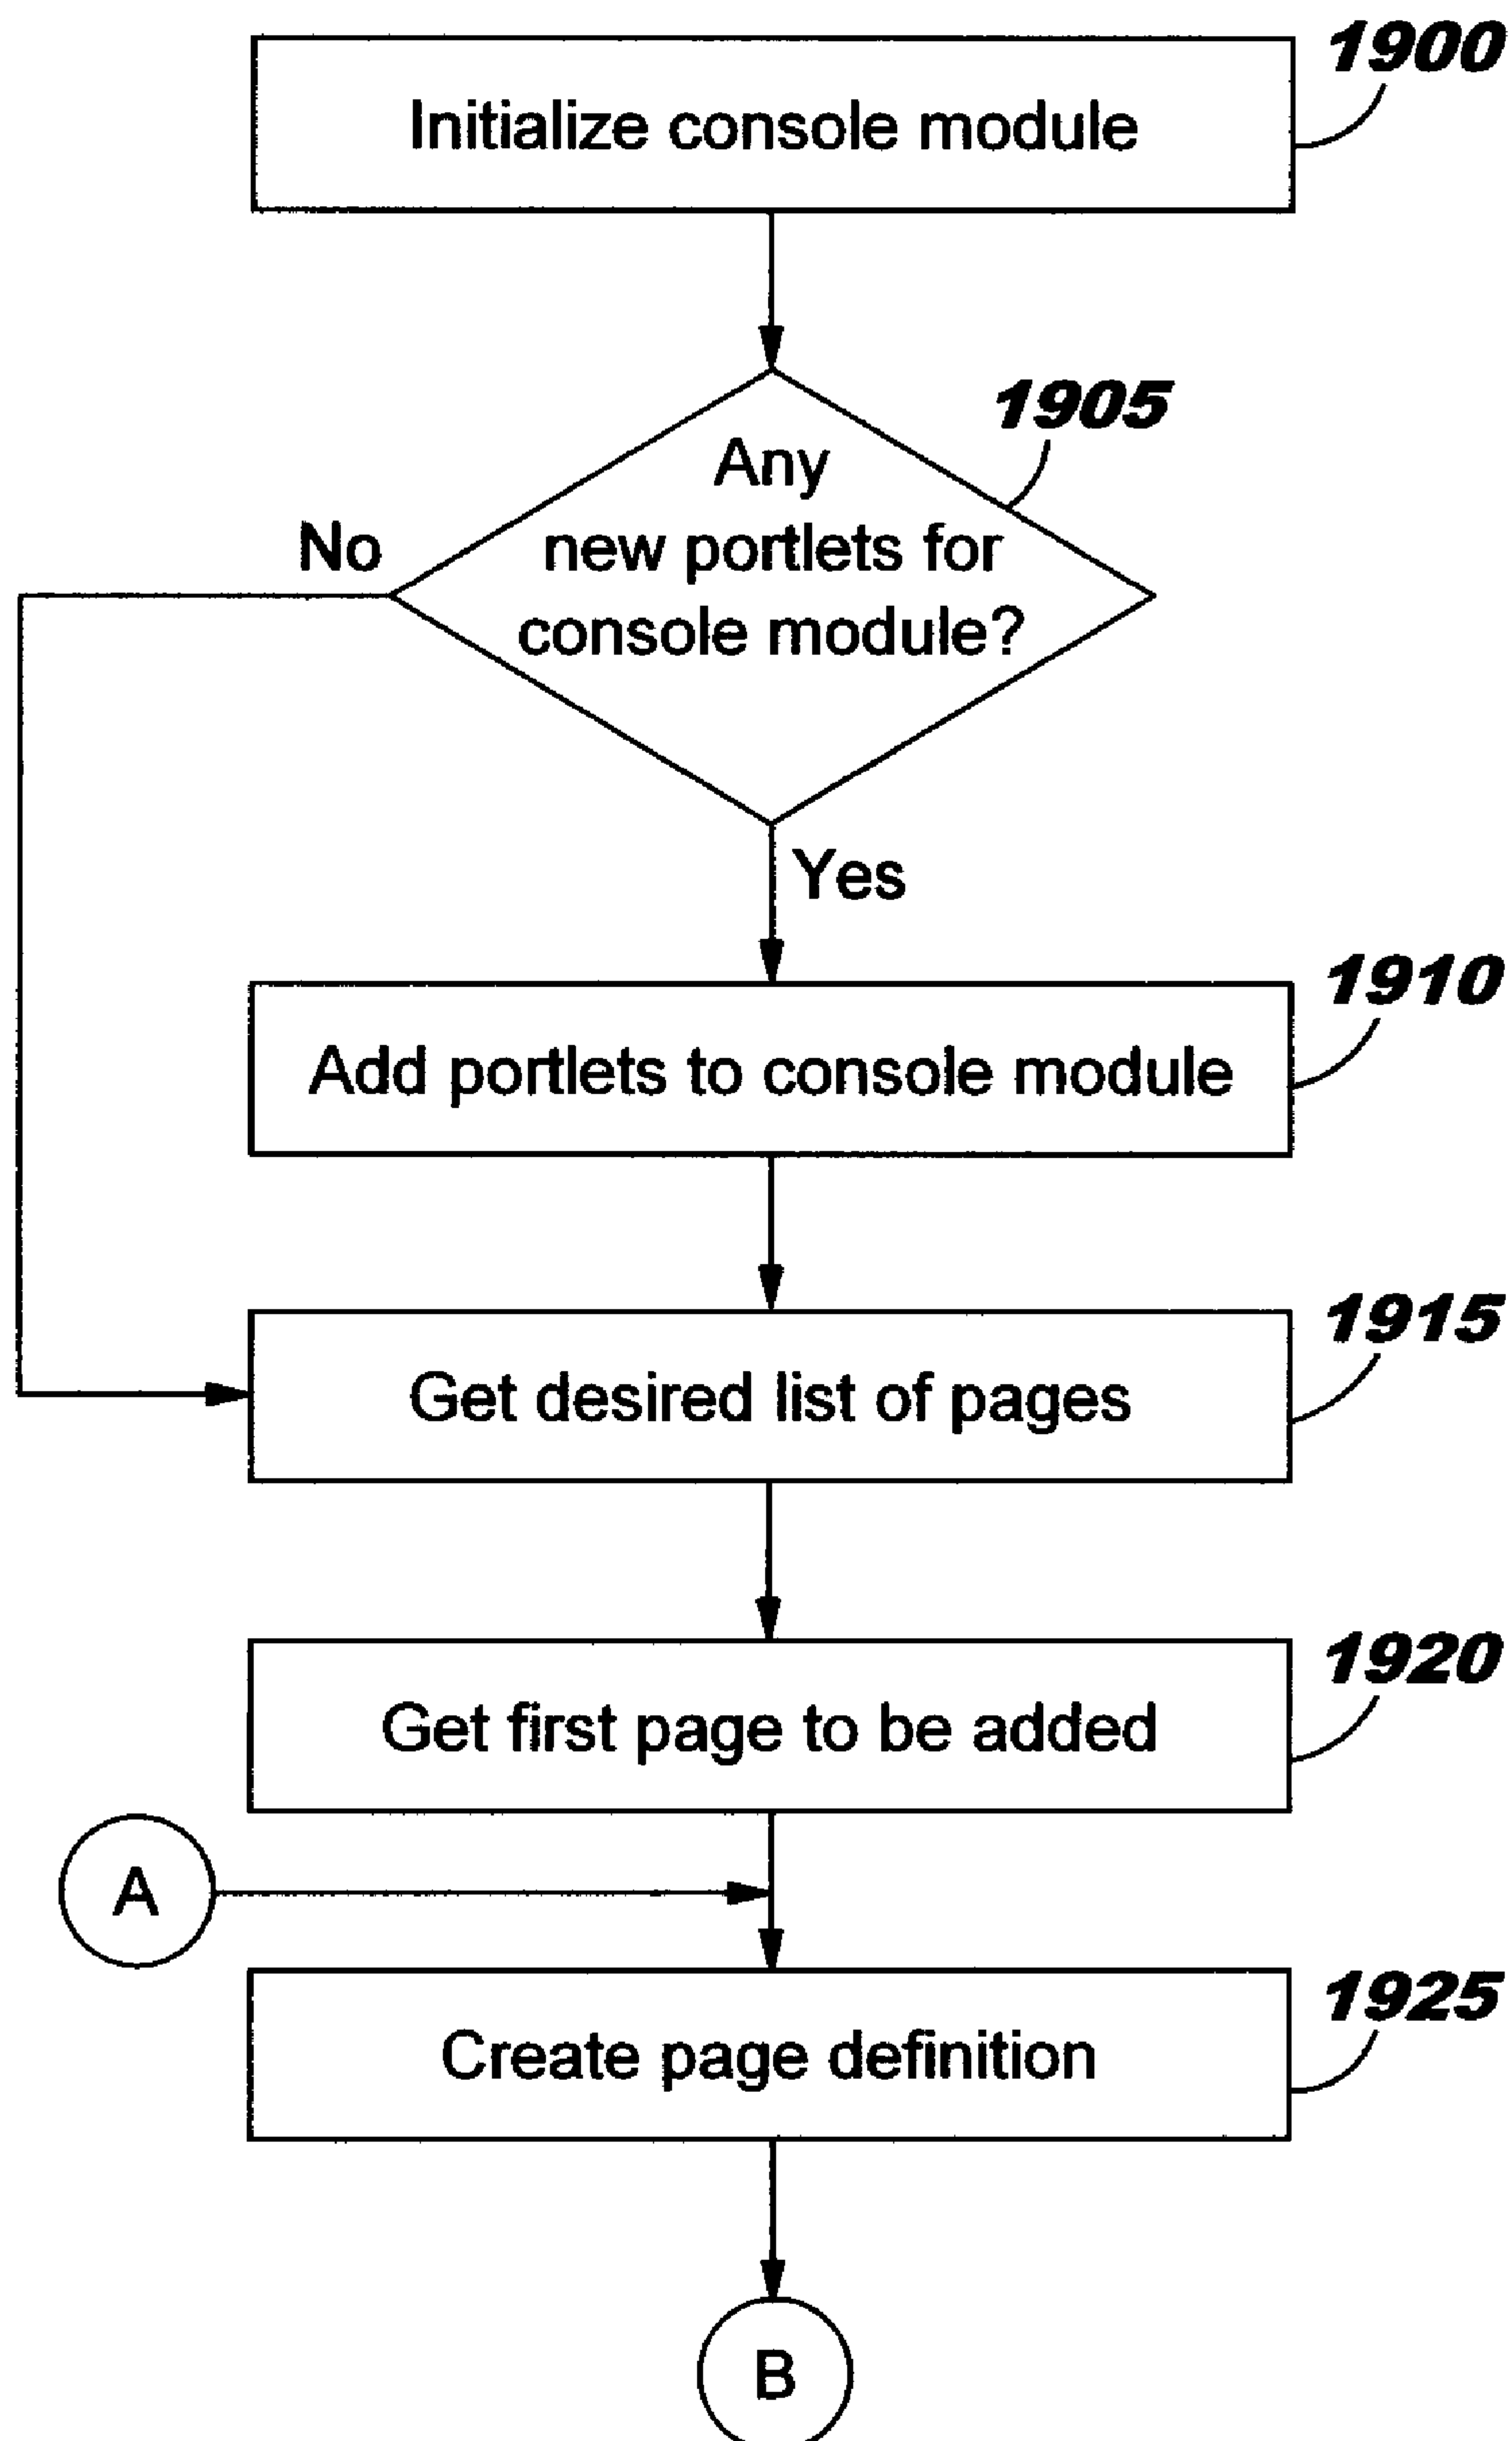 1900
Initialize console module
1905
Any
new portlets for
console module?
No
Yes
1910
Add portlets to console module
1915
Get desired list of pages
1920
Get first page to be added
A
1925
Create page definition
B